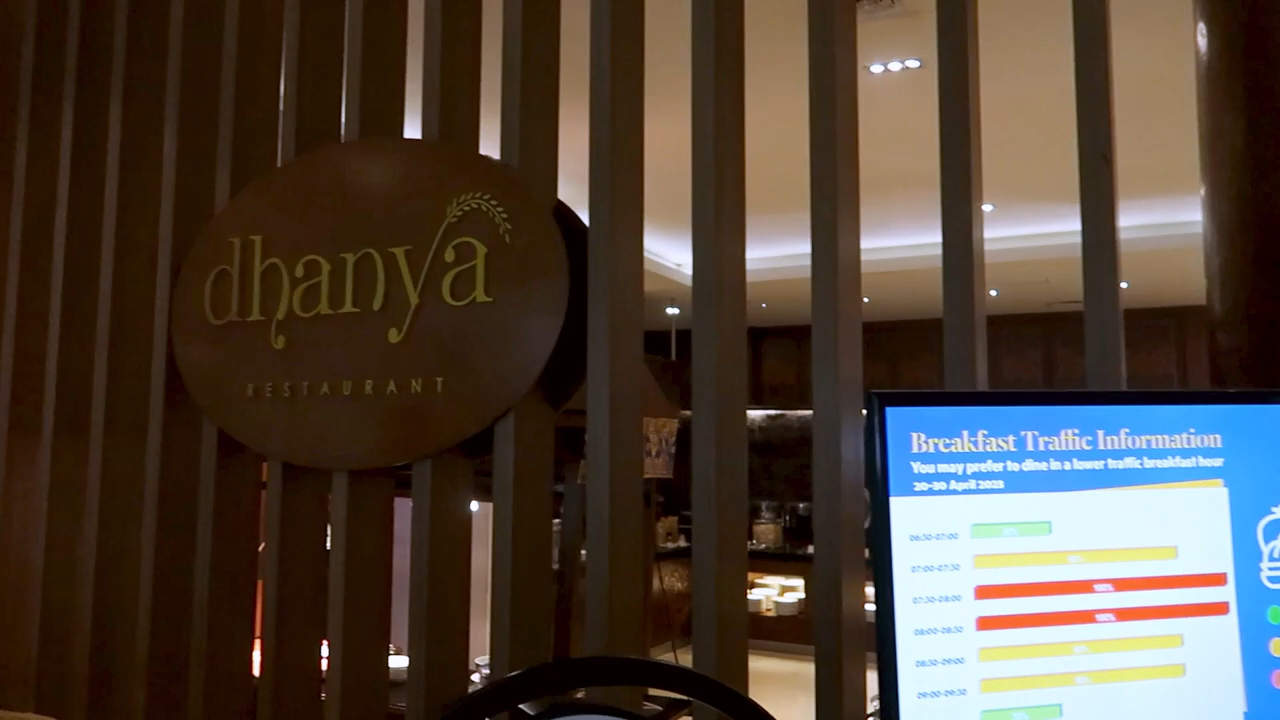 dhanya
RESTAURANT
Breakfast Traffic Information
You may prefer to dine in a lower traffic breakfast hour
20-30 April 2023
06:30-07:00
07:00-07:30
07:30-08:00
100%
08:00-08:30
100%
08:30-09:00
09:00-09:30